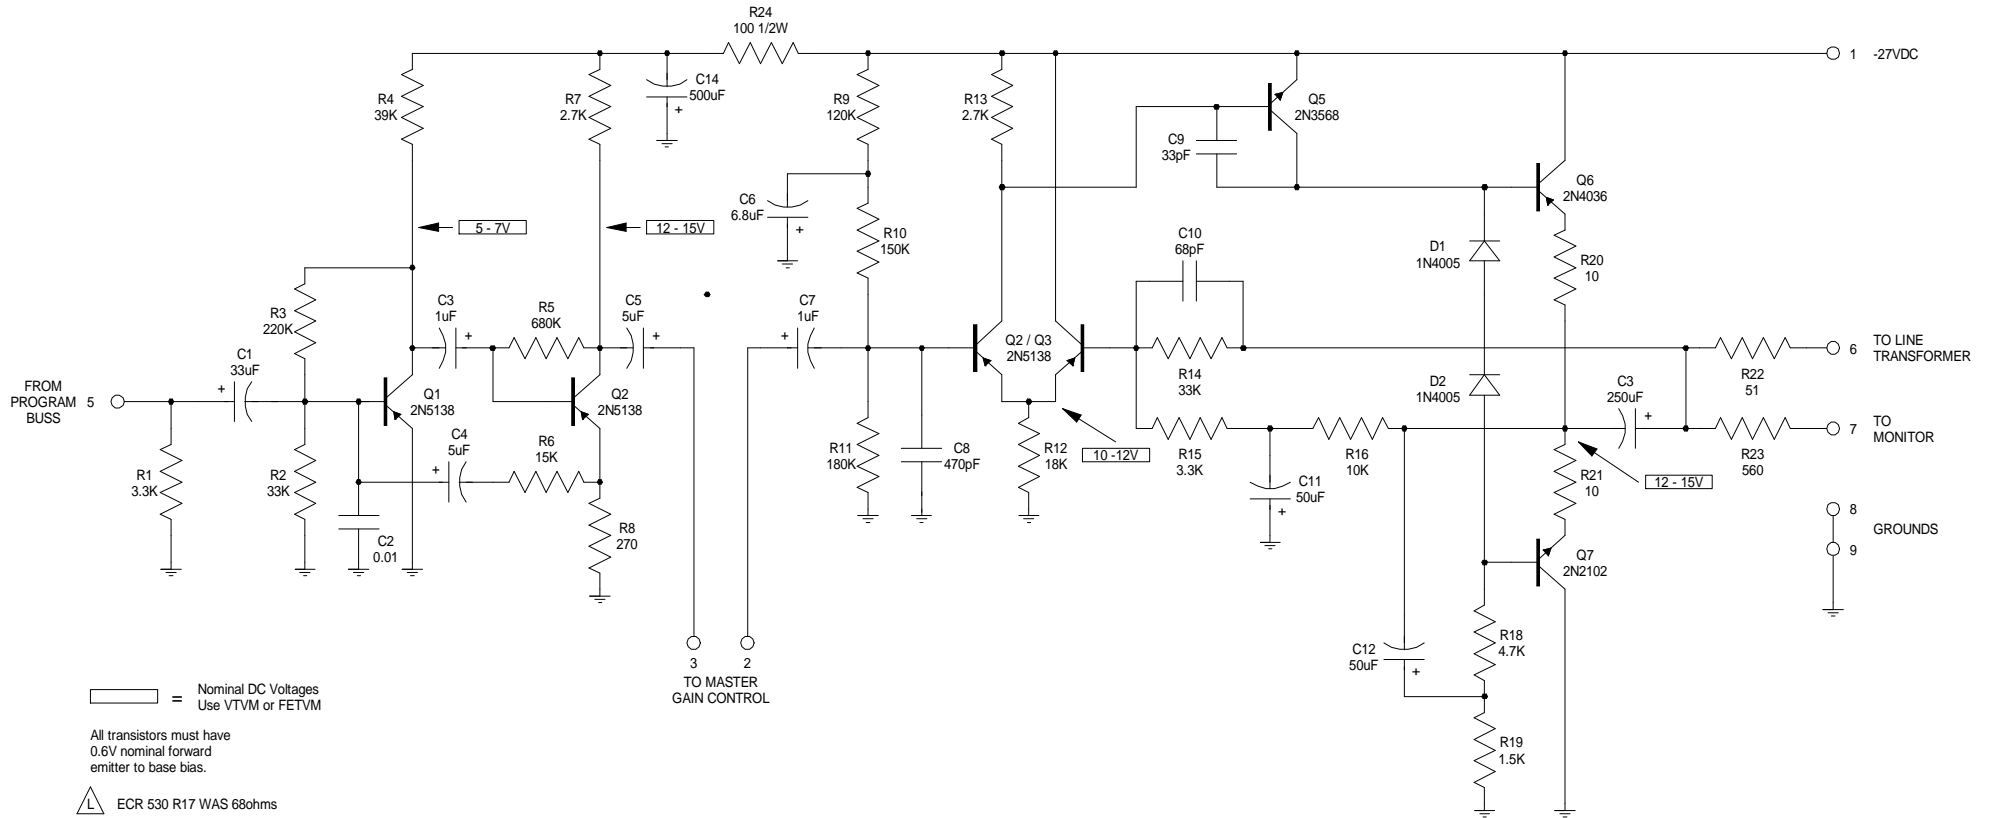 R24
100 1/2W
1 -27VDC
R4
39K
R7
2.7K
C14
500uF
+
R9
120K
R13
2.7K
Q5
2N3568
C9
33pF
Q6
2N4036
C6
6.8uF
+
5 - 7V
12 - 15V
R10
150K
C10
68pF
D1
1N4005
R20
10
R3
220K
C3
1uF
+
R5
680K
C5
5uF
+
C7
1uF
+
Q2 / Q3
2N5138
R14
33K
6 TO LINE
TRANSFORMER
R22
51
C1
33uF
+
FROM
PROGRAM
BUSS
5
Q1
2N5138
Q2
2N5138
D2
1N4005
C3
250uF
+
7 TO
MONITOR
R23
560
C4
5uF
+
R6
15K
R11
180K
C8
470pF
R12
18K
10 -12V
R15
3.3K
R16
10K
C11
50uF
+
R21
10
12 - 15V
R1
3.3K
R2
33K
C2
0.01
R8
270
8
GROUNDS
9
Q7
2N2102
3
2
TO MASTER
GAIN CONTROL
C12
50uF
+
R18
4.7K
R19
1.5K
= Nominal DC Voltages
Use VTVM or FETVM
All transistors must have
0.6V nominal forward
emitter to base bias.
L ECR 530 R17 WAS 68ohms